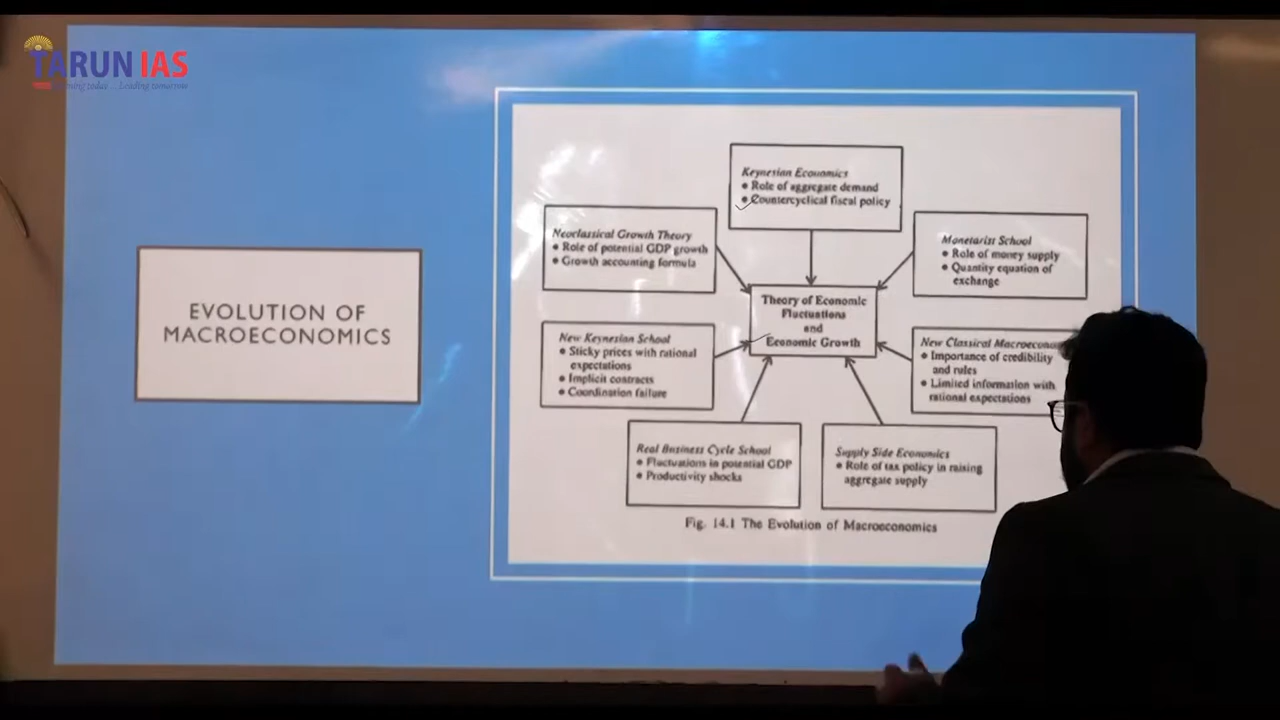 TARUN IAS
Leading tomorrow
EVOLUTION OF
MACROECONOMICS
Keynesian Economics
• Role of aggregate demand
• Countercyclical fiscal policy
Neoclassical Growth Theory
• Role of potential GDP growth
• Growth accounting formula
Monetarist School
• Role of money supply
• Quantity equation of
exchange
Theory of Economic
Fluctuations
and
Economic Growth
New Keynesian School
• Sticky prices with rational
expectations
• Implicit contracts
• Coordination failure
New Classical
• Importance of credibility
and rules
• Limited information with
rational expectations
Real Business Cycle School
• Fluctuations in potential GDP
• Productivity shocks
Supply Side Economics
• Role of tax policy in raising
aggregate supply
Fig. 14.1 The Evolution of Macroeconomics